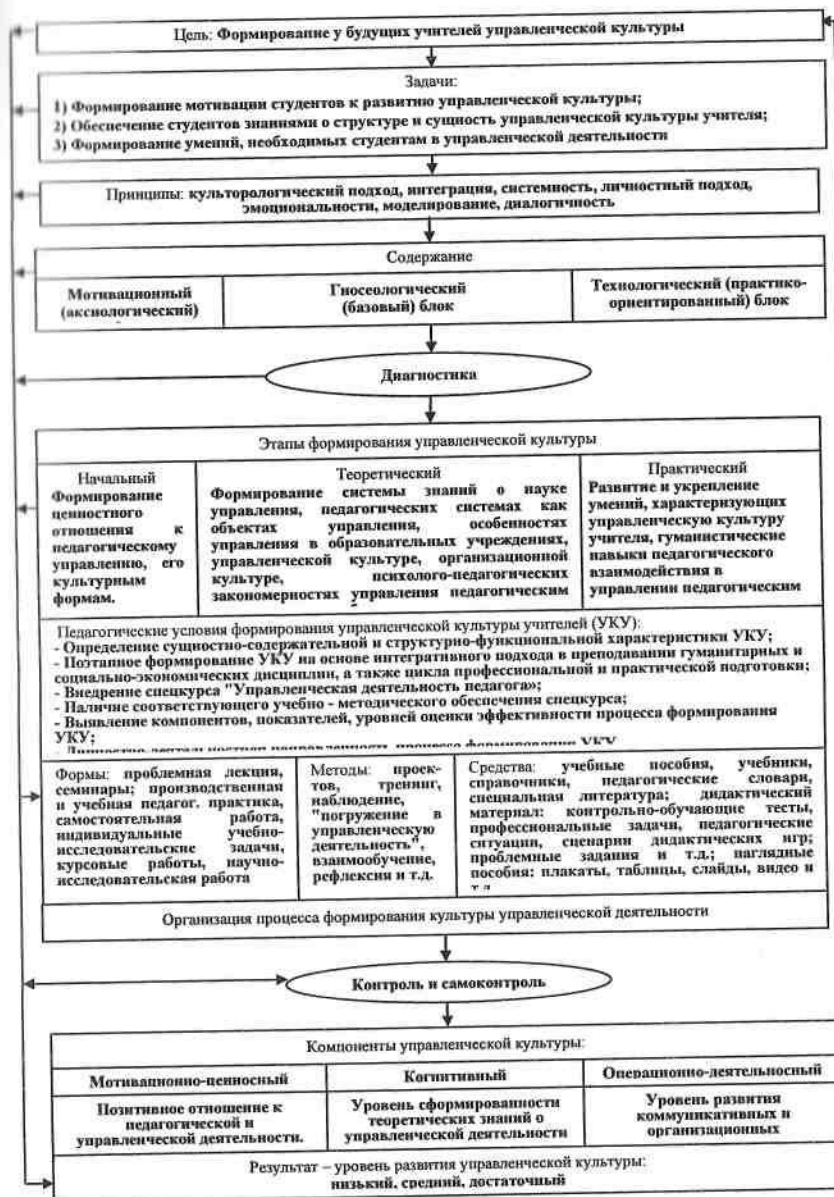 Цель: Формирование у будущих учителей управленческой культуры
Задачи:
1) Формирование мотивации студентов к развитию управленческой культуры;
2) Обеспечение студентов знаниями о структуре и сущность управленческой культуры учителя;
3) Формирование умений, необходимых студентам в управленческой деятельности
Принципы: культорологический подход, интеграция, системность, личностный подход,
эмоциональности, моделирование, диалогичность
Содержание
Мотивационный
(аксиологический)
Гносеологический
(базовый) блок
Технологический (практико-
ориентированный) блок
Диагностика
Этапы формирования управленческой культуры
Начальный
Формирование
ценностного
отношения к
педагогическому
управлению, его
культурным
формам.
Теоретический
Формирование системы знаний о науке
управления, педагогических системах как
объектах управления, особенностях
управления в образовательных учреждениях,
управленческой культуре, организационной
культуре, психолого-педагогических
закономерностях управления педагогическим
Практический
Развитие и укрепление
умений, характеризующих
управленческую культуру
учителя, гуманистические
навыки педагогического
взаимодействия в
управлении педагогическим
Педагогические условия формирования управленческой культуры учителей (УКУ):
- Определение сущностно-содержательной и структурно-функциональной характеристики УКУ;
- Поэтапное формирование УКУ на основе интегративного подхода в преподавании гуманитарных и
социально-экономических дисциплин, а также цикла профессиональной и практической подготовки;
- Внедрение спецкурса "Управленческая деятельность педагога»;
- Наличие соответствующего учебно - методического обеспечения спецкурса;
- Выявление компонентов, показателей, уровней оценки эффективности процесса формирования
УКУ;
- Личностно-деятельностная направленность процесса формирования УКУ
Формы: проблемная лекция,
семинары; производственная
и учебная педагог. практика,
самостоятельная работа,
индивидуальные учебно-
исследовательские задачи,
курсовые работы, научно-
исследовательская работа
Методы: проек-
тов, тренинг,
наблюдение,
"погружение в
управленческую
деятельность",
взаимообучение,
рефлексия и т.д.
Средства: учебные пособия, учебники,
справочники, педагогические словари,
специальная литература; дидактический
материал: контрольно-обучающие тесты,
профессиональные задачи, педагогические
ситуации, сценарии дидактических игр;
проблемные задания и т.д.; наглядные
пособия: плакаты, таблицы, слайды, видео и
т.д
Организация процесса формирования культуры управленческой деятельности
Контроль и самоконтроль
Компоненты управленческой культуры:
Мотивационно-ценносный
Когнитивный
Операционно-деятельносный
Позитивное отношение к
педагогической и
управленческой деятельности.
Уровень сформированности
теоретических знаний о
управленческой деятельности
Уровень развития
коммуникативных и
организационных
Результат – уровень развития управленческой культуры:
низький, средний, достаточный